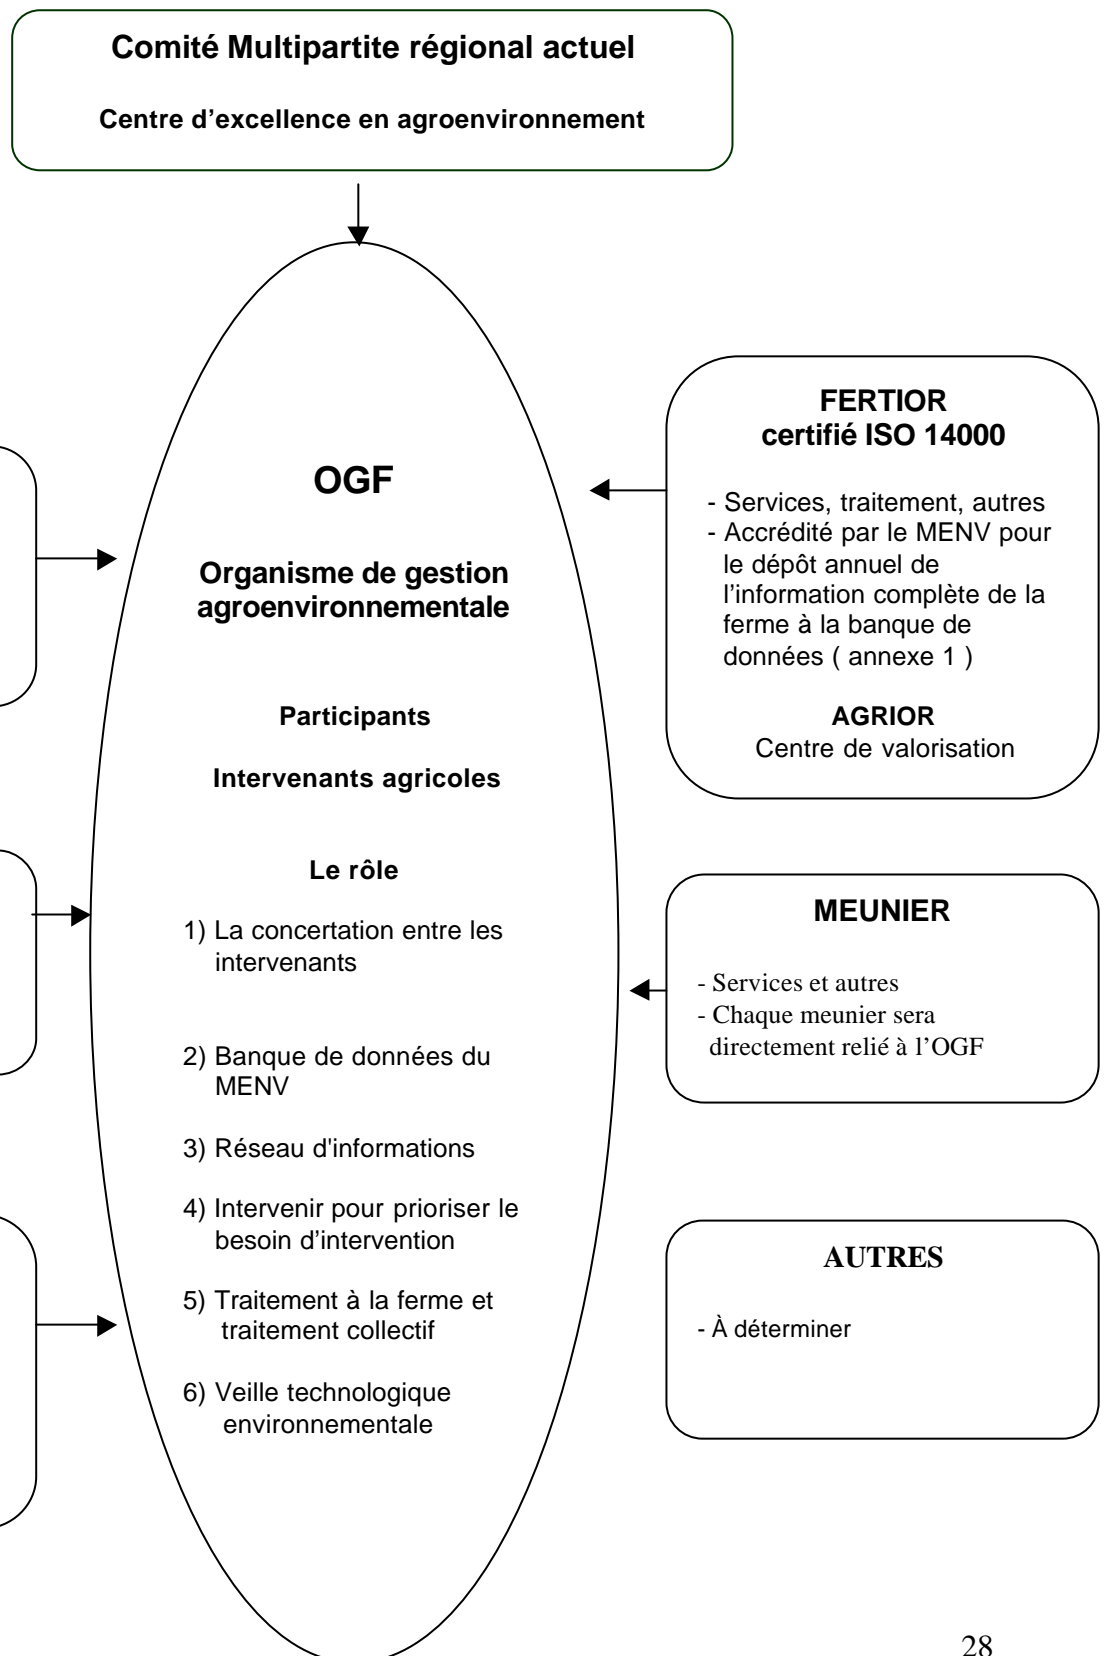 Comité Multipartite régional actuel
Centre d'excellence en agroenvironnement
OGF
Organisme de gestion
agroenvironnementale
Participants
Intervenants agricoles
Le rôle
1) La concertation entre les
intervenants
2) Banque de données du
MENV
3) Réseau d'informations
4) Intervenir pour prioriser le
besoin d'intervention
5) Traitement à la ferme et
traitement collectif
6) Veille technologique
environnementale
FERTIOR
certifié ISO 14000
- Services, traitement, autres
- Accrédité par le MENV pour
le dépôt annuel de
l'information complète de la
ferme à la banque de
données ( annexe 1 )
AGRIOR
Centre de valorisation
MEUNIER
- Services et autres
- Chaque meunier sera
directement relié à l'OGF
AUTRES
- À déterminer
28